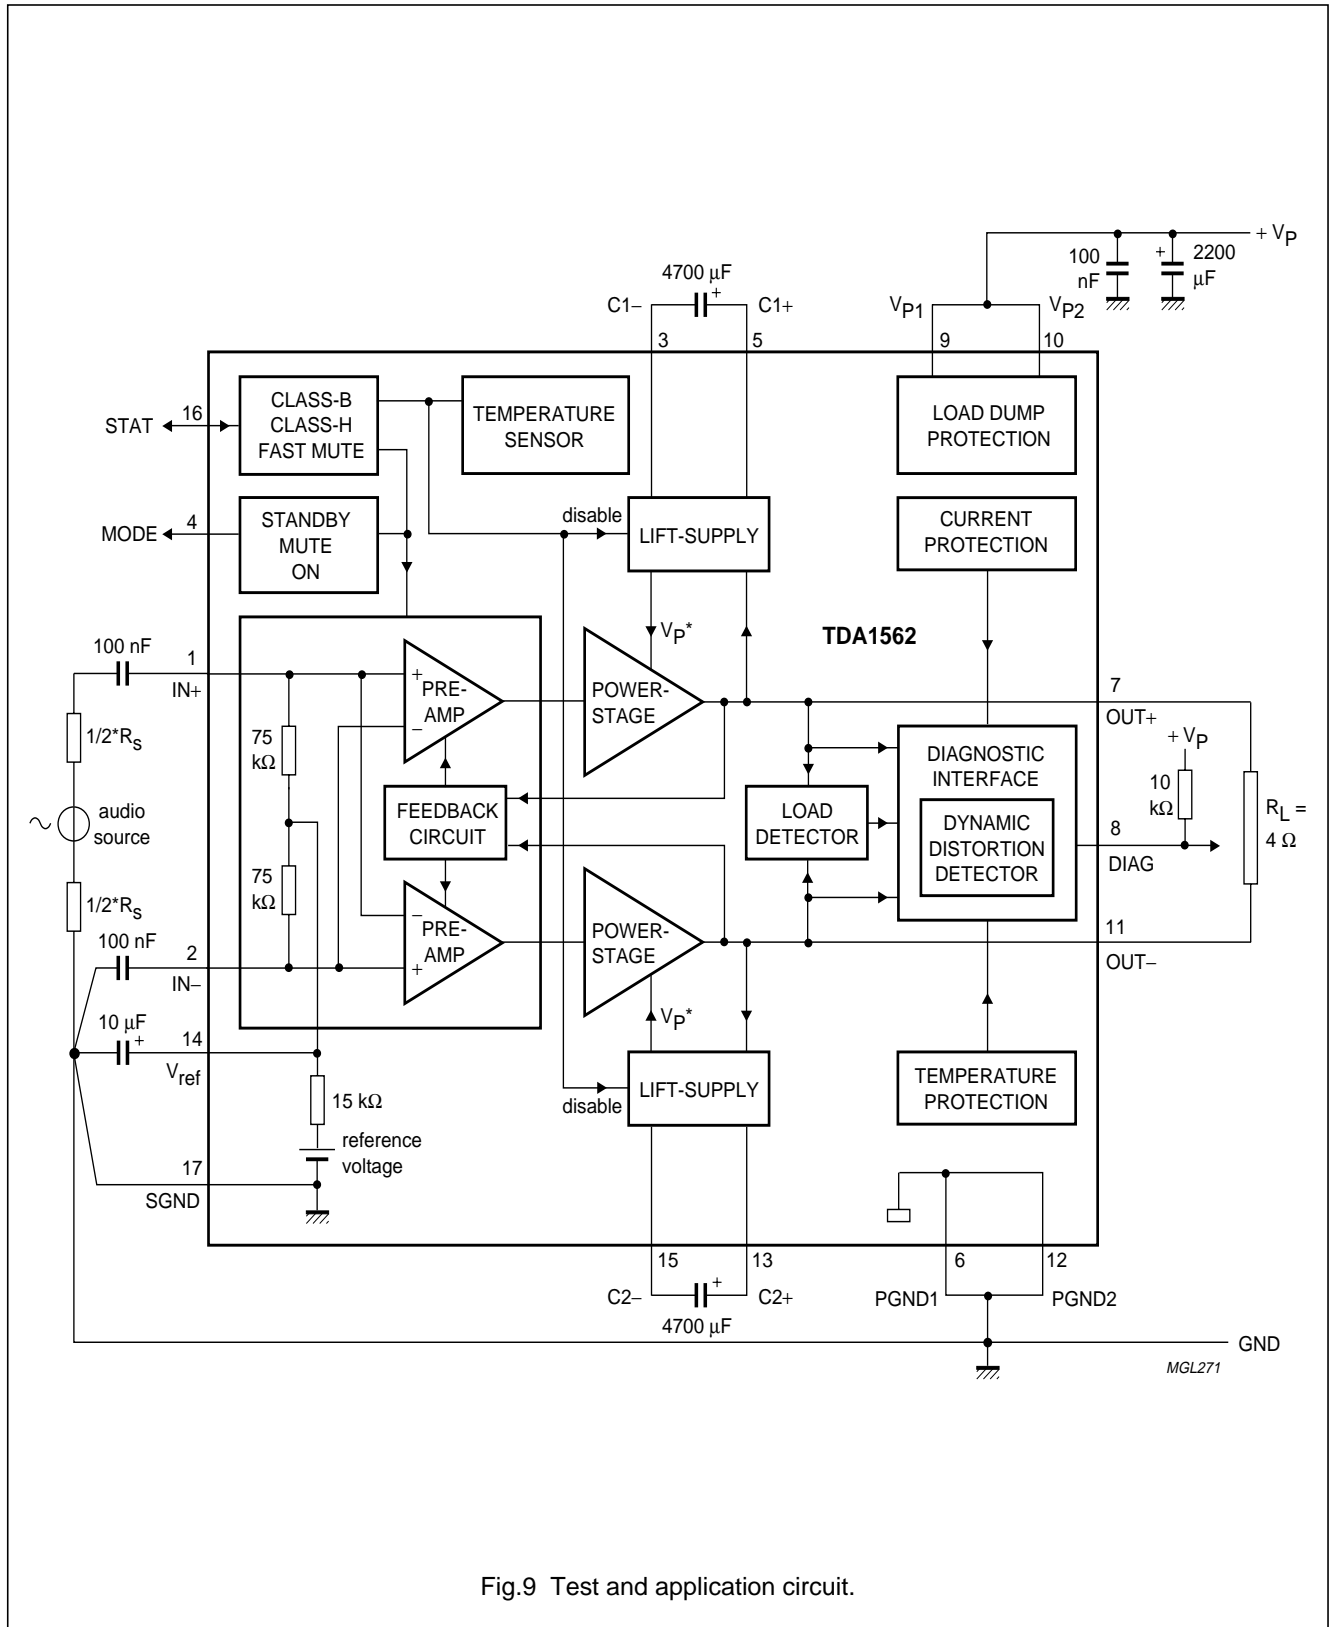 + VP
100
nF
+
2200
μF
4700 μF
+
C1−
C1+
VP1
VP2
3
5
9
10
CLASS-B
CLASS-H
FAST MUTE
TEMPERATURE
SENSOR
LOAD DUMP
PROTECTION
STAT
16
MODE
4
STANDBY
MUTE
ON
disable
LIFT-SUPPLY
CURRENT
PROTECTION
VP*
TDA1562
100 nF
1
IN+
+
−
PRE-
AMP
POWER-
STAGE
7
OUT+
1/2*RS
75
kΩ
+ VP
10
kΩ
DIAGNOSTIC
INTERFACE
~
audio
source
FEEDBACK
CIRCUIT
LOAD
DETECTOR
DYNAMIC
DISTORTION
DETECTOR
8
DIAG
RL =
4 Ω
75
kΩ
1/2*RS
100 nF
2
IN−
−
+
PRE-
AMP
POWER-
STAGE
11
OUT−
10 μF
+
14
Vref
VP*
15 kΩ
disable
LIFT-SUPPLY
TEMPERATURE
PROTECTION
reference
voltage
17
SGND
15
13
6
12
C2−
+
C2+
4700 μF
PGND1
PGND2
GND
MGL271
Fig.9 Test and application circuit.